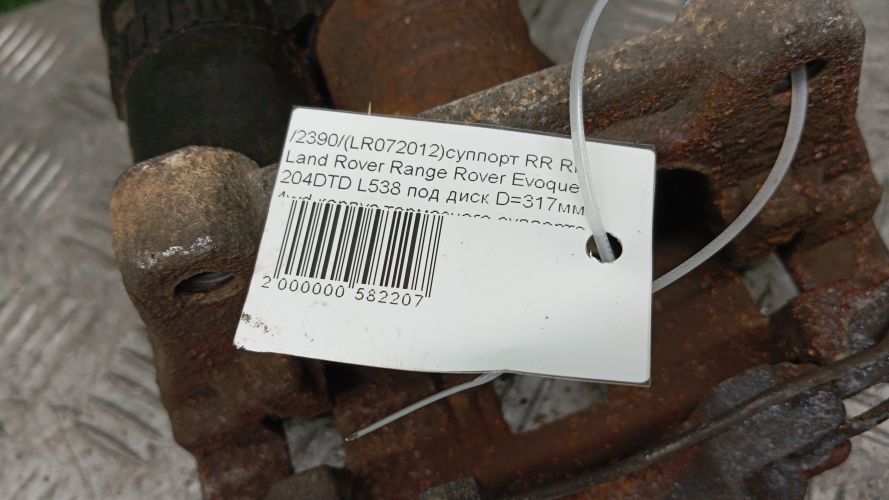 /2390/(LR072012)суппорт RR
Land Rover Range Rover Evoque
204DTD L538 под диск D=317мм
2 000000 582207